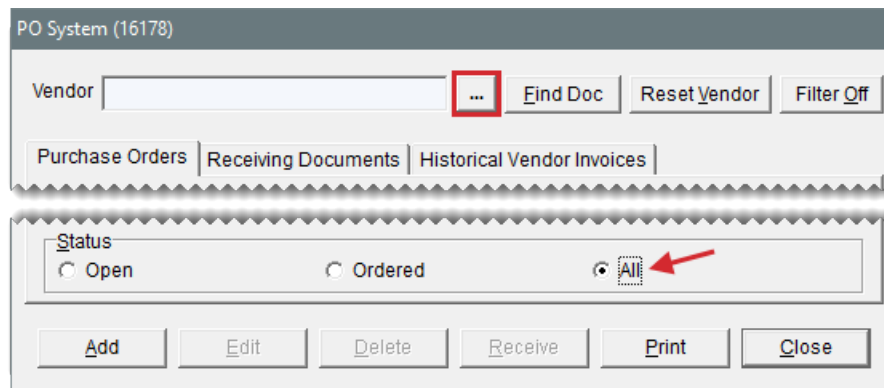 PO System (16178)
Vendor ... Find Doc Reset Vendor Filter Off
Purchase Orders Receiving Documents Historical Vendor Invoices
Status
Open Ordered All
Add Edit Delete Receive Print Close